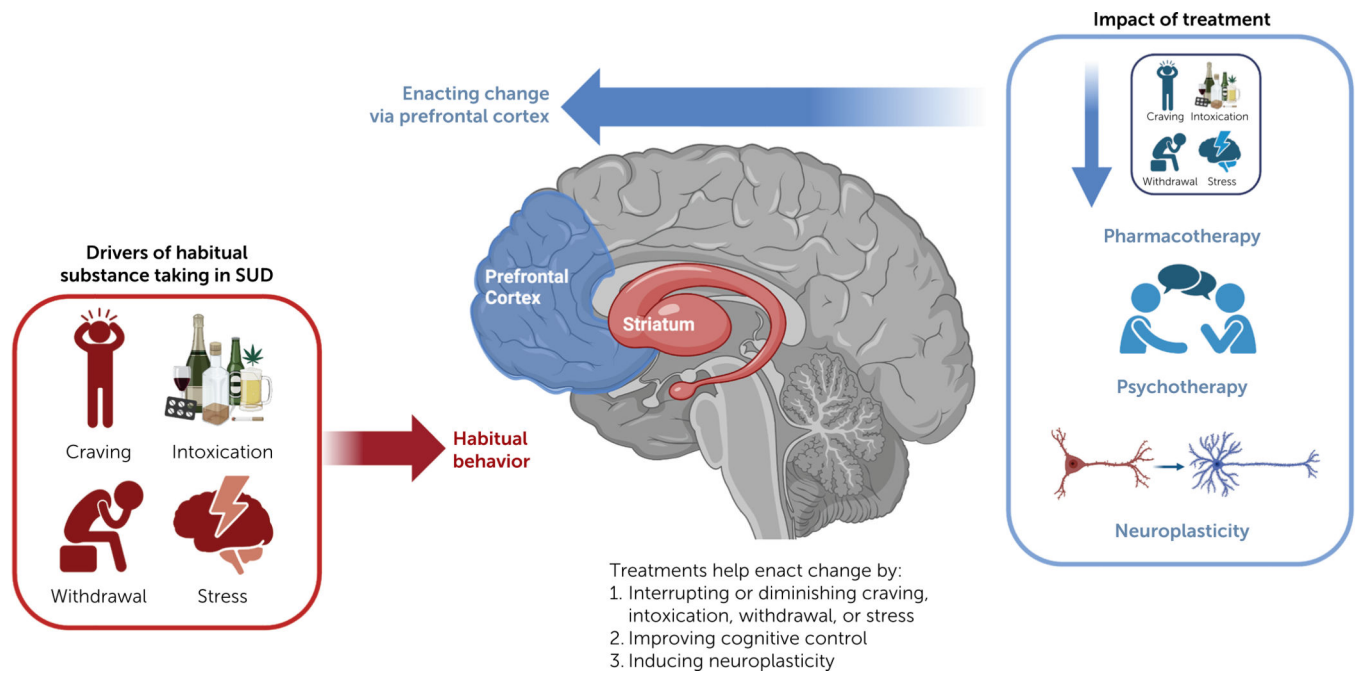 Impact of treatment
Craving
Intoxication
Withdrawal
Stress
Pharmacotherapy
Psychotherapy
Neuroplasticity
Enacting change
via prefrontal cortex
Prefrontal
Cortex
Striatum
Drivers of habitual
substance taking in SUD
Craving
Intoxication
Withdrawal
Stress
Habitual
behavior
Treatments help enact change by:
1. Interrupting or diminishing craving,
intoxication, withdrawal, or stress
2. Improving cognitive control
3. Inducing neuroplasticity